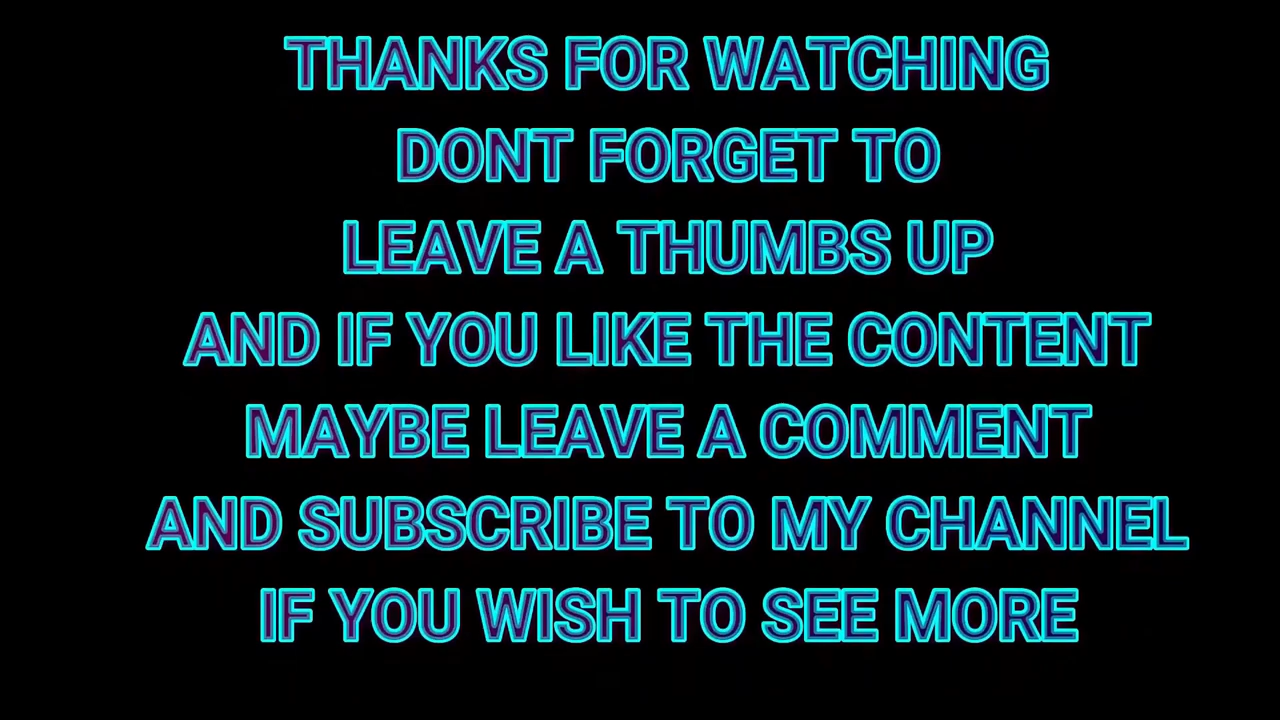 THANKS FOR WATCHING
DONT FORGET TO
LEAVE A THUMBS UP
AND IF YOU LIKE THE CONTENT
MAYBE LEAVE A COMMENT
AND SUBSCRIBE TO MY CHANNEL
IF YOU WISH TO SEE MORE